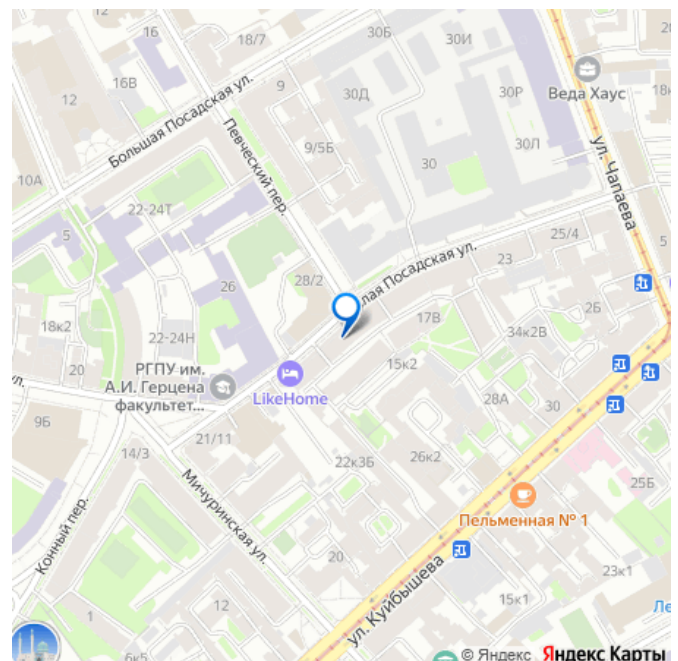 16
18/7
30Б
30И
16В
9
Большая Посадская ул.
30Д
30Р
Веда Хаус
12
Певческий пер.
9/5Б
30
30Л
ул. Чапаева
10А
22-24Т
5
26
28/2
лая Посадская ул.
25/4
23
5
18к2
22-24Н
17В
2Б
34к2В
20
РГПУ им.
А.И. Герцена
факультет...
LikeHome
15к2
28А
30
9Б
14/3
21/11
22к3Б
26к2
25Б
Мичуринская ул.
Пельменная № 1
Конный пер.
20
ул. Куйбышева
23к1
1
12
15к1
6к5
© Яндекс Яндекс Карты